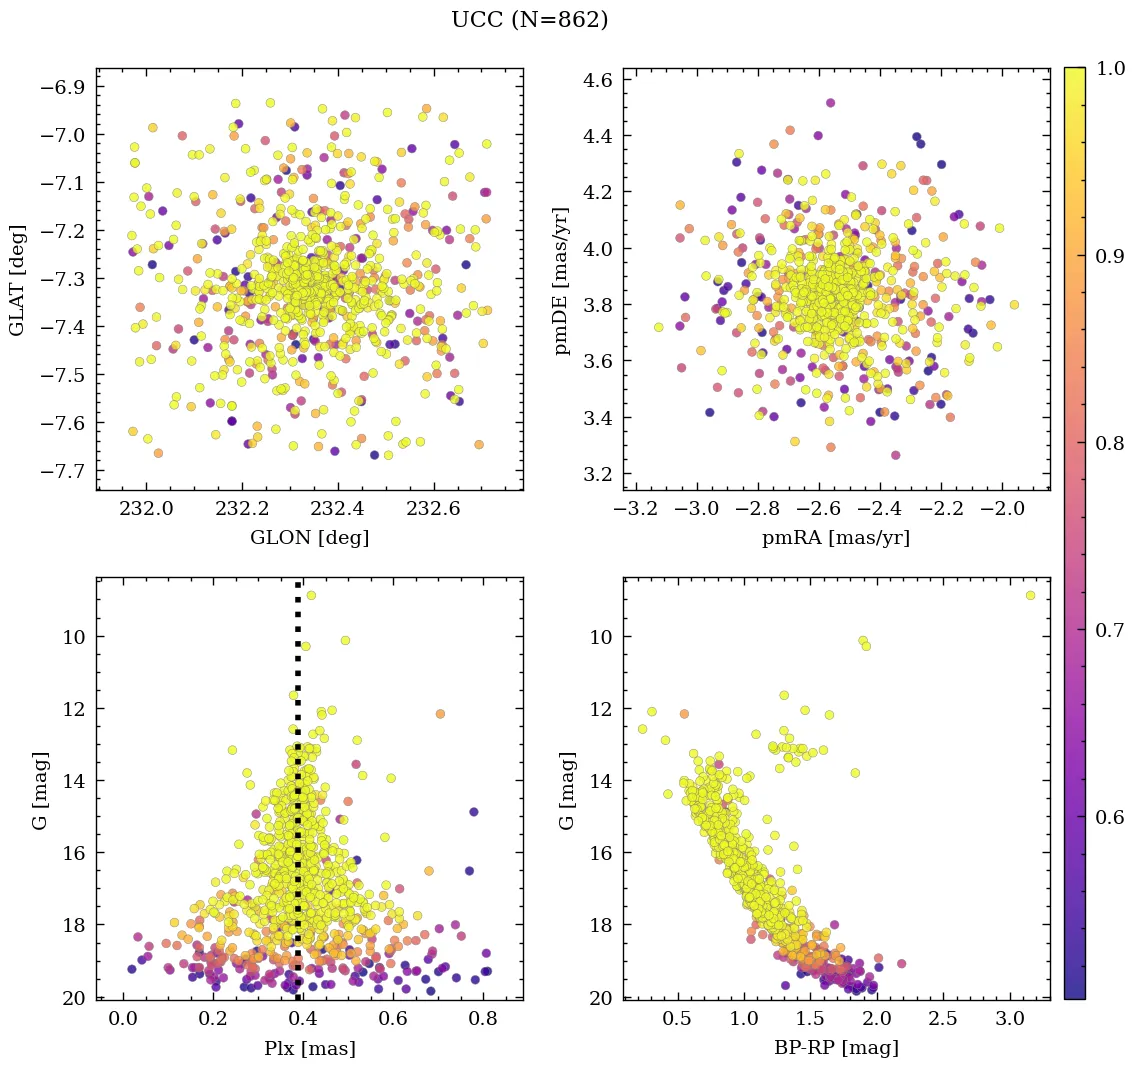 UCC (N=862)
−6.9
−7.0
−7.1
−7.2
−7.3
−7.4
−7.5
−7.6
−7.7
GLAT [deg]
232.0 232.2 232.4 232.6
GLON [deg]
4.6
4.4
4.2
4.0
3.8
3.6
3.4
3.2
pmDE [mas/yr]
−3.2 −3.0 −2.8 −2.6 −2.4 −2.2 −2.0
pmRA [mas/yr]
10
12
14
16
18
20
G [mag]
0.0 0.2 0.4 0.6 0.8
Plx [mas]
10
12
14
16
18
20
G [mag]
0.5 1.0 1.5 2.0 2.5 3.0
BP-RP [mag]
1.0
0.9
0.8
0.7
0.6